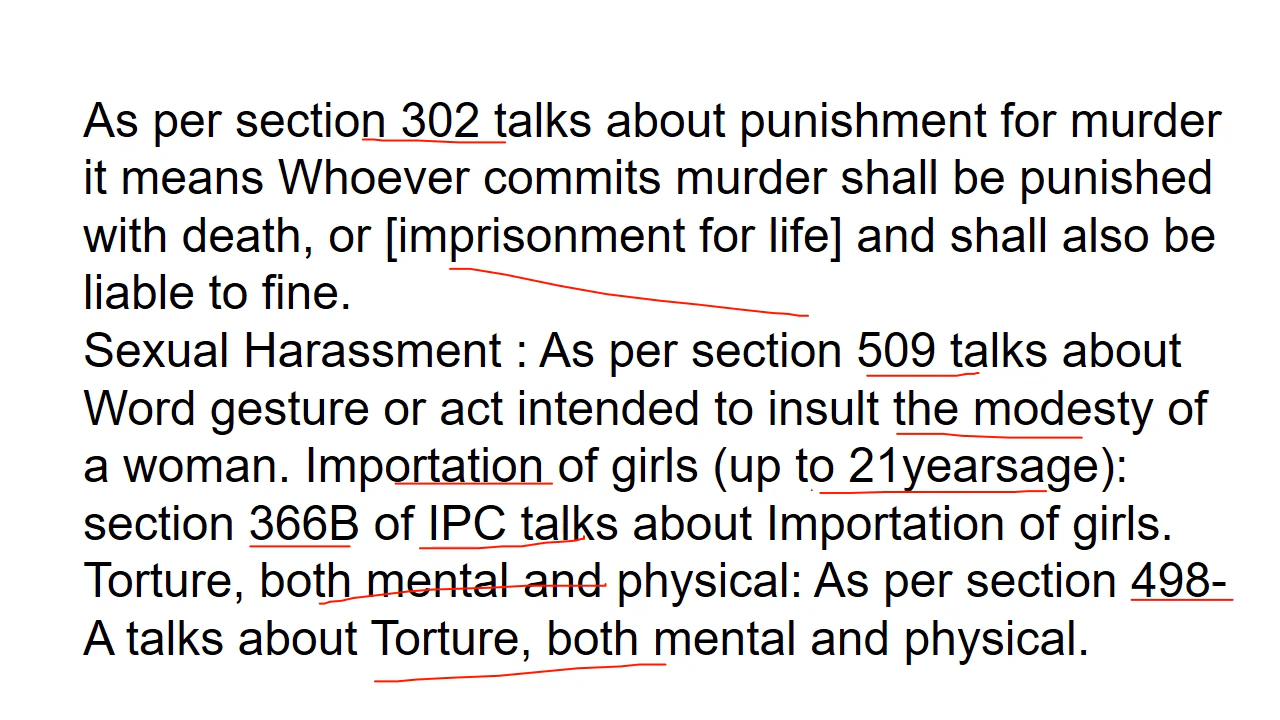 As per section 302 talks about punishment for murder
it means Whoever commits murder shall be punished
with death, or [imprisonment for life] and shall also be
liable to fine.
Sexual Harassment : As per section 509 talks about
Word gesture or act intended to insult the modesty of
a woman. Importation of girls (up to 21yearsage):
section 366B of IPC talks about Importation of girls.
Torture, both mental and physical: As per section 498-
A talks about Torture, both mental and physical.